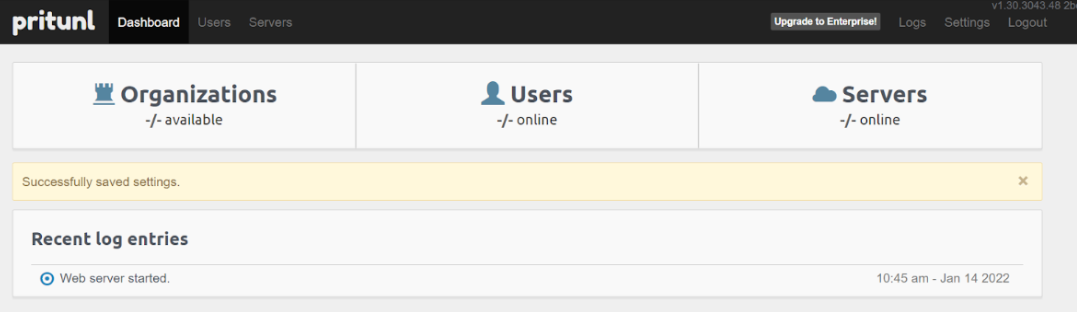 v1.30.3043.48
pritunl Dashboard Users Servers Upgrade to Enterprise! Logs Settings Logout
Organizations
-/- available
Users
-/- online
Servers
-/- online
Successfully saved settings.
×
Recent log entries
Web server started. 10:45 am - Jan 14 2022